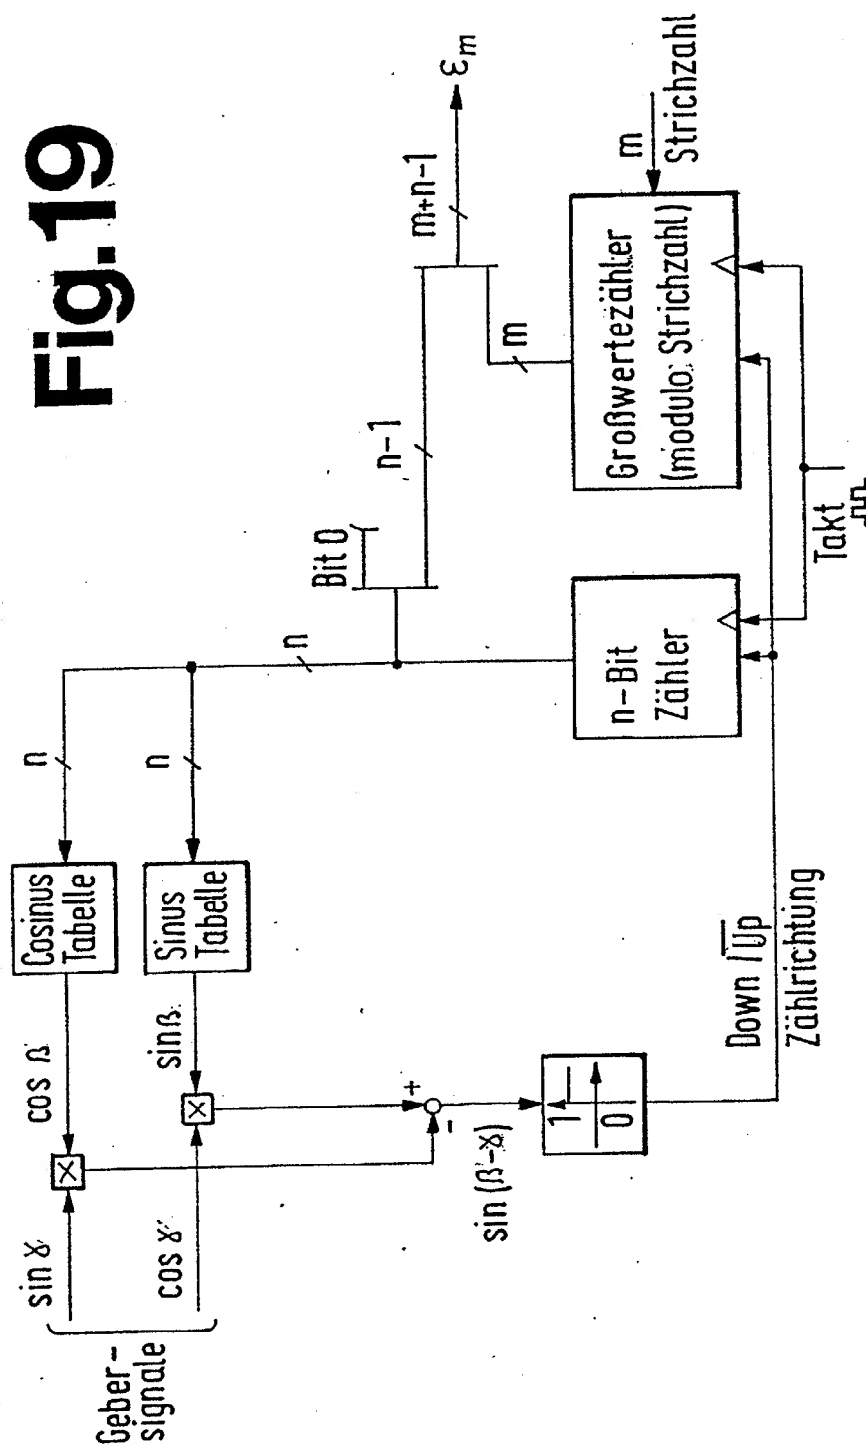 Fig.19
Geber-
signale
sin γ
cos γ
cos β
sin β
Cosinus
Tabelle
Sinus
Tabelle
n
n
n
Bit 0
n-1
m+n-1
εm
m
+
-
sin (β-γ)
1
0
Down /Up
Zählrichtung
n-Bit
Zähler
Großwertezähler
(modulo: Strichzahl)
m
Strichzahl
Takt